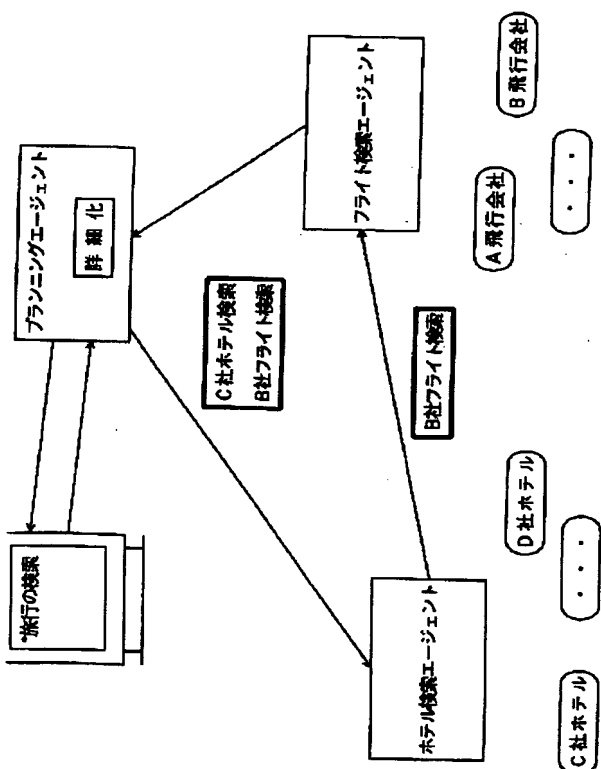 "旅行の検索
プランニングエージェント
詳細化
C社ホテル検索
B社フライト検索
B社フライト検索
ホテル検索エージェント
フライト検索エージェント
C社ホテル
D社ホテル
・・・
A飛行会社
B飛行会社
・・・